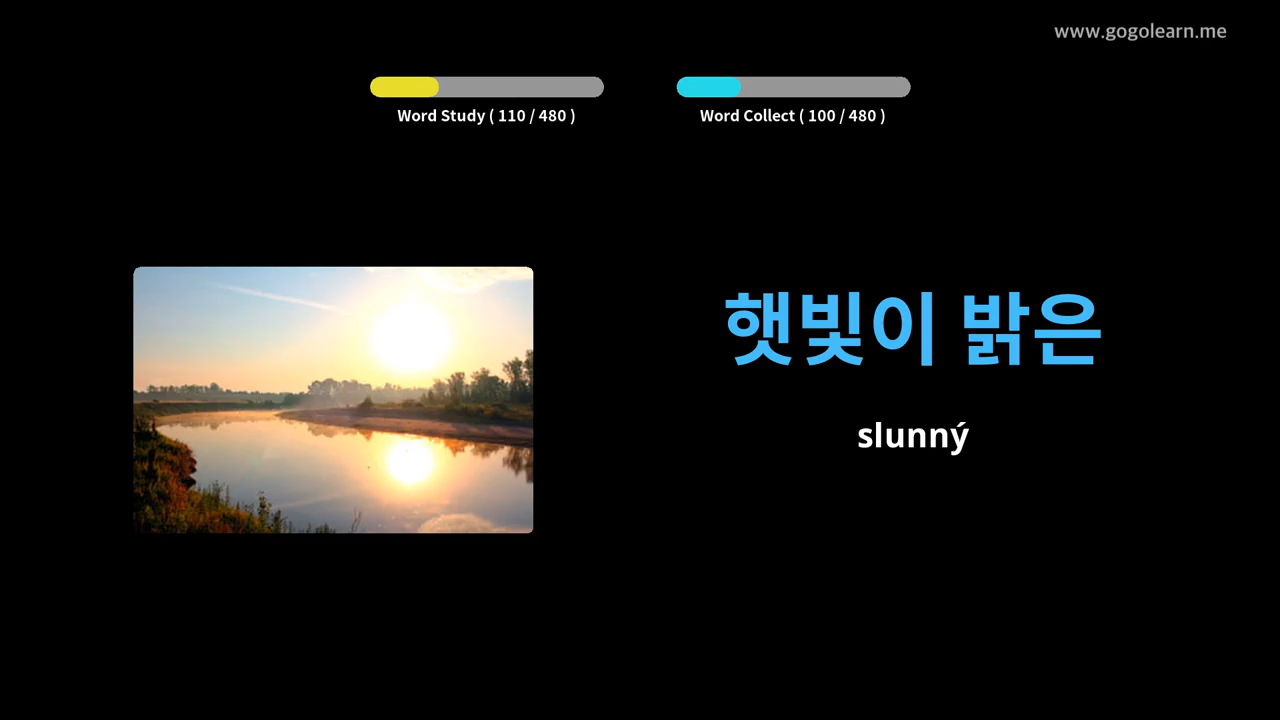 www.gogolearn.me
Word Study ( 110 / 480 )
Word Collect ( 100 / 480 )
햇빛이 밝은
slunný